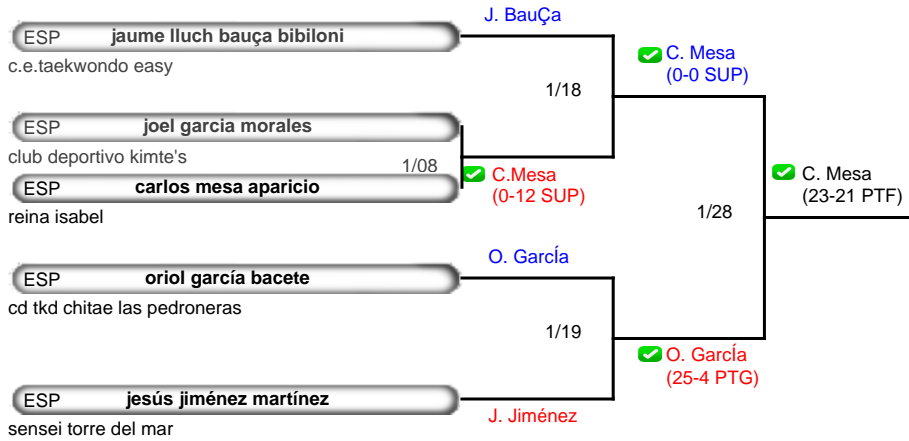 J. BauÇa
ESP jaume lluch bauça bibiloni
c.e.taekwondo easy
C. Mesa
(0-0 SUP)
1/18
ESP joel garcia morales
club deportivo kimte's
1/08
C.Mesa
(0-12 SUP)
ESP carlos mesa aparicio
reina isabel
C. Mesa
(23-21 PTF)
1/28
O. GarcÍa
ESP oriol garcía bacete
cd tkd chitae las pedroneras
1/19
O. GarcÍa
(25-4 PTG)
ESP jesús jiménez martínez
J. Jiménez
sensei torre del mar